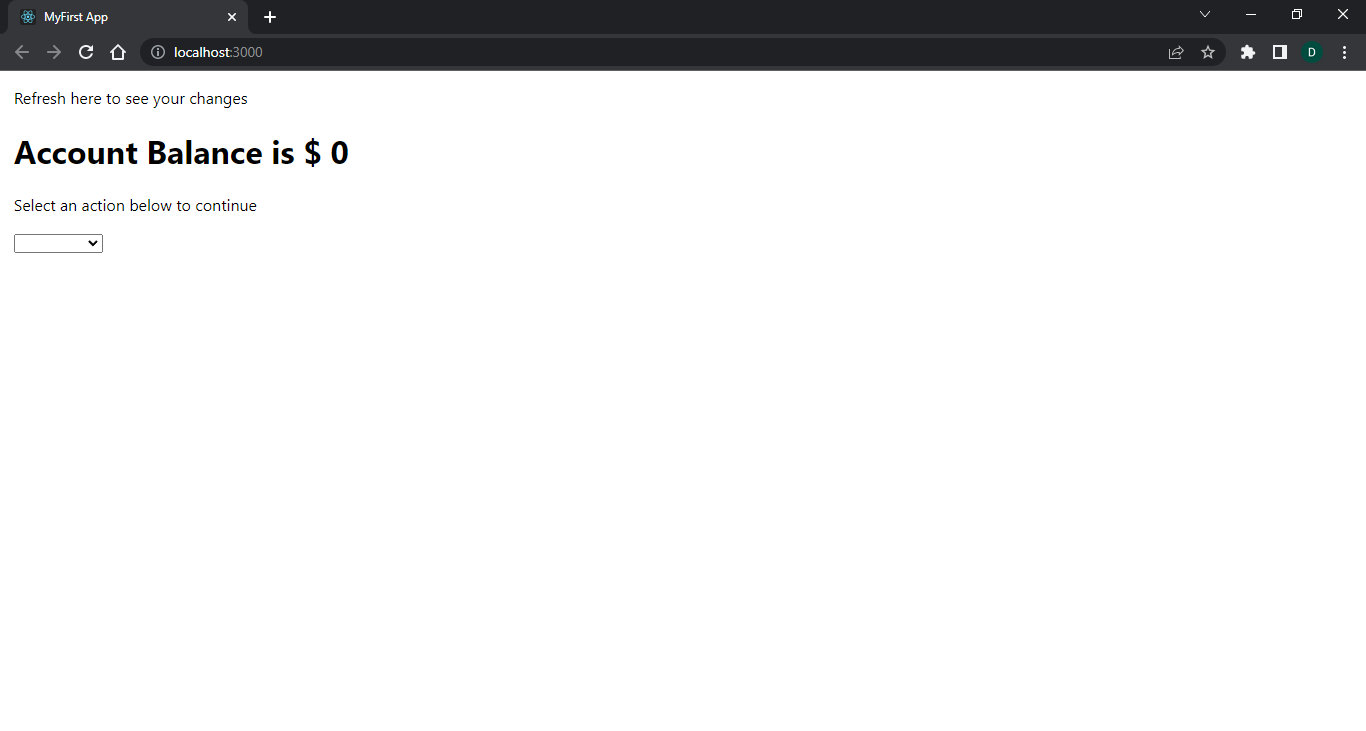 MyFirst App
localhost:3000
D
Refresh here to see your changes
Account Balance is $ 0
Select an action below to continue